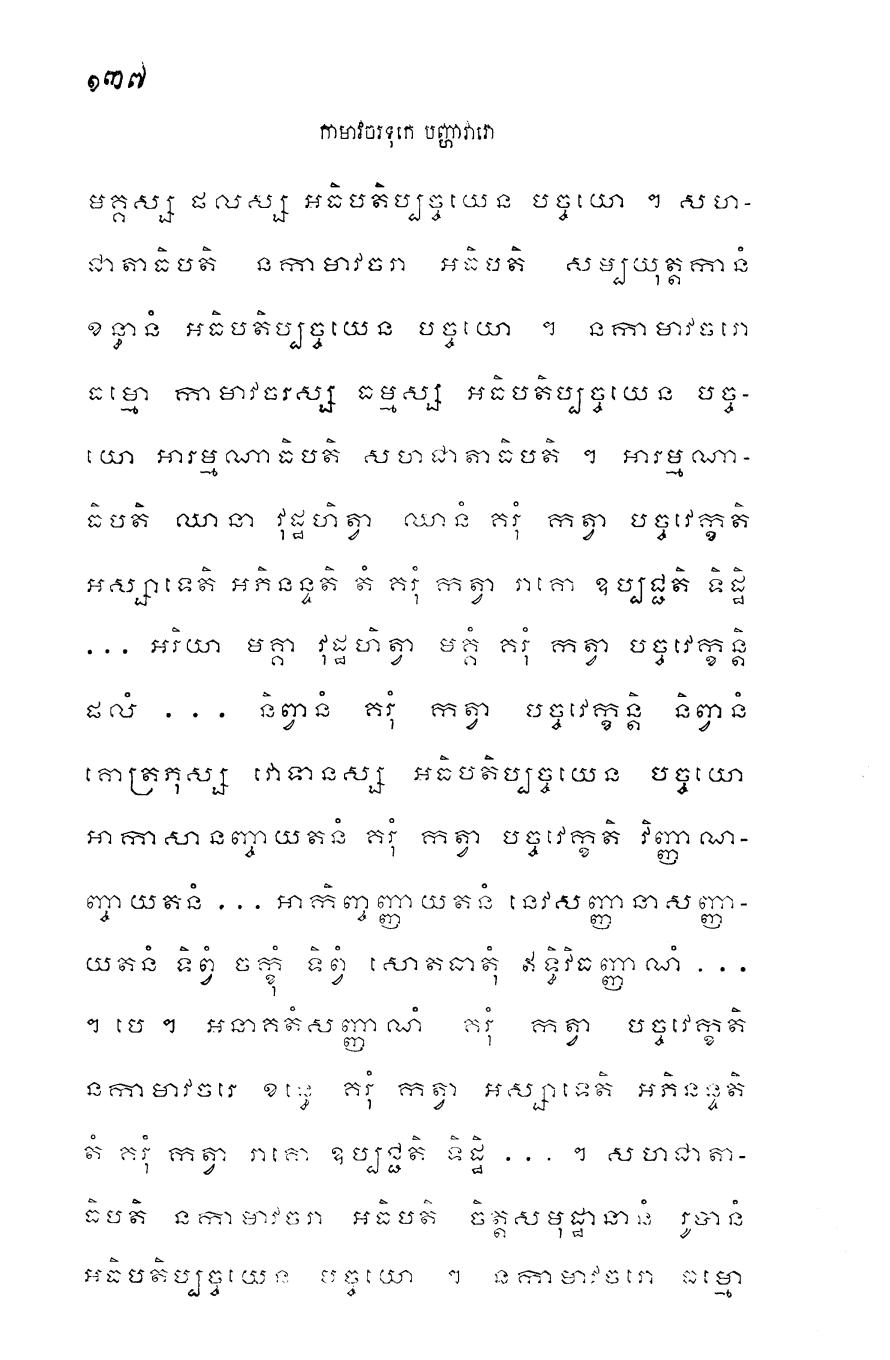 ១៣៧
កាមាវចរទុកេ បញ្ហាវារោ
មគ្គស្ស ផលស្ស អធិបតិប្បច្ចយេន បច្ចយោ ។ សហ-
ជាតាធិបតិ នកាមាវចរា អធិបតិ សម្បយុត្តកានំ
ខន្ធានំ អធិបតិប្បច្ចយេន បច្ចយោ ។ នកាមាវចរោ
ធម្មោ កាមាវចរស្ស ធម្មស្ស អធិបតិប្បច្ចយេន បច្ច-
យោ អារម្មណាធិបតិ សហជាតាធិបតិ ។ អារម្មណា-
ធិបតិ ឈានា វុដ្ឋហិត្វា ឈានំ គរុំ កត្វា បច្ចវេក្ខតិ
អស្សាទេតិ អភិនន្ទតិ តំ គរុំ កត្វា រាគោ ឧប្បជ្ជតិ ទិដ្ឋិ
... អរិយា មគ្គា វុដ្ឋហិត្វា មគ្គំ គរុំ កត្វា បច្ចវេក្ខន្តិ
ផលំ ... និព្វានំ គរុំ កត្វា បច្ចវេក្ខន្តិ និព្វានំ
គោត្រភុស្ស វោទានស្ស អធិបតិប្បច្ចយេន បច្ចយោ
អាកាសានញ្ចាយតនំ គរុំ កត្វា បច្ចវេក្ខតិ វិញ្ញាណ-
ញ្ចាយតនំ ... អាកិញ្ចញ្ញាយតនំ នេវសញ្ញានាសញ្ញា-
យតនំ ទិព្វំ ចក្ខុំ ទិព្វំ សោតធាតុំ ឥទ្ធិវិធញ្ញាណំ ...
។ បេ ។ អនាគតំសញ្ញាណំ គរុំ កត្វា បច្ចវេក្ខតិ
នកាមាវចរេ ខន្ធេ គរុំ កត្វា អស្សាទេតិ អភិនន្ទតិ
តំ គរុំ កត្វា រាគោ ឧប្បជ្ជតិ ទិដ្ឋិ ... ។ សហជាតា-
ធិបតិ នកាមាវចរា អធិបតិ ចិត្តសមុដ្ឋានានំ រូបានំ
អធិបតិប្បច្ចយេន បច្ចយោ ។ នកាមាវចរោ ធម្មោ